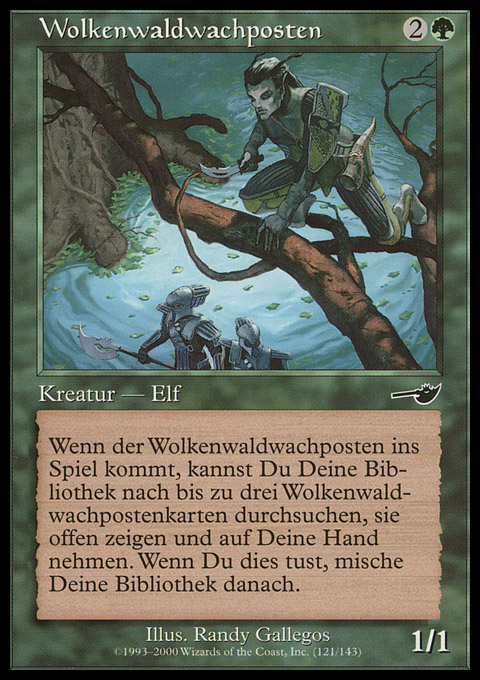 Wolkenwaldwachposten 2
Kreatur — Elf
Wenn der Wolkenwaldwachposten ins
Spiel kommt, kannst Du Deine Bib-
liothek nach bis zu drei Wolkenwald-
wachpostenkarten durchsuchen, sie
offen zeigen und auf Deine Hand
nehmen. Wenn Du dies tust, mische
Deine Bibliothek danach.
Illus. Randy Gallegos
©1993–2000 Wizards of the Coast, Inc. (121/143)
1/1